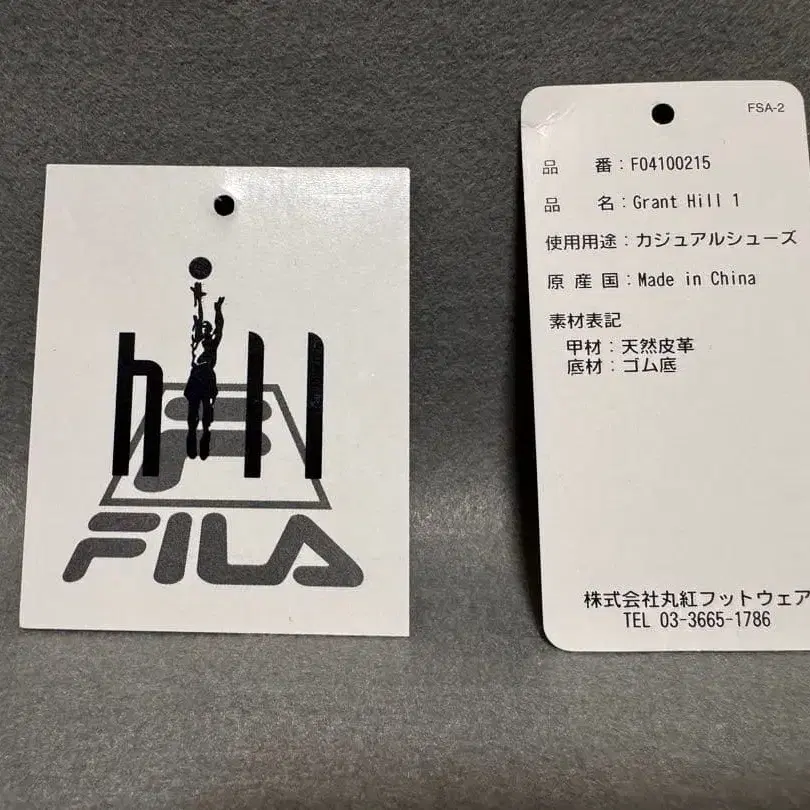 hill
F
FILA
FSA-2
品 番：F04100215
品 名：Grant Hill 1
使用用途：カジュアルシューズ
原 産 国：Made in China
素材表記
甲材：天然皮革
底材：ゴム底
株式会社丸紅フットウェア
TEL 03-3665-1786